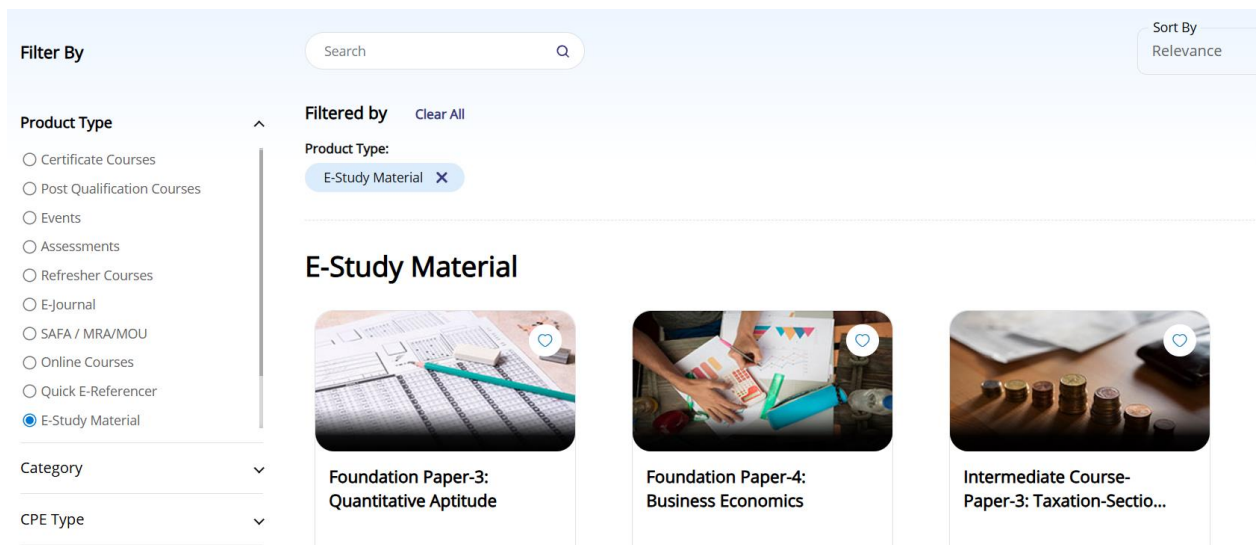 Filter By
Search
Sort By
Relevance
Product Type
Certificate Courses
Post Qualification Courses
Events
Assessments
Refresher Courses
E-Journal
SAFA / MRA/MOU
Online Courses
Quick E-Referencer
E-Study Material
Category
CPE Type
Filtered by Clear All
Product Type:
E-Study Material
E-Study Material
Foundation Paper-3:
Quantitative Aptitude
Foundation Paper-4:
Business Economics
Intermediate Course-
Paper-3: Taxation-Sectio...